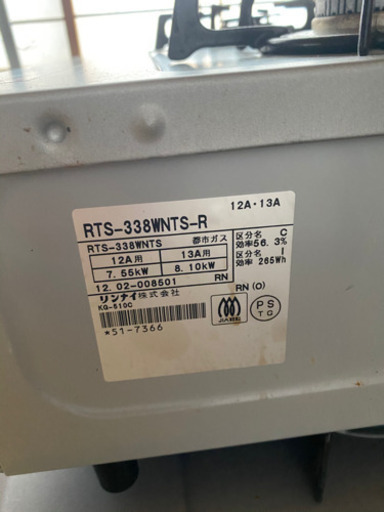 12A・13A
RTS-338WNTS-R
RTS-338WNTS 都市ガス
12A用 13A用
7.55kW 8.10kW
区分名 C
効率56.3%
区分名 I
効率 265Wh
12.02-008501 RN
リンナイ株式会社
KG-510C
RN(O)
*51-7366
JIA
PS
TG